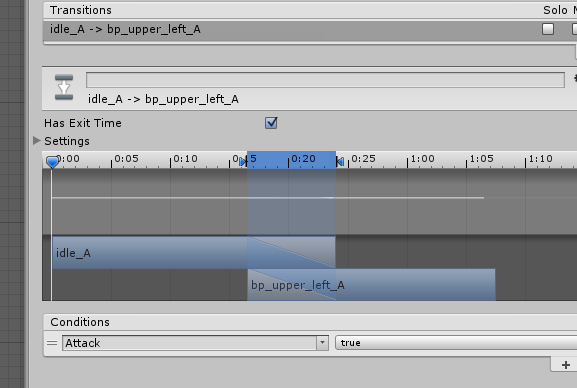 Transitions Solo M
idle_A -> bp_upper_left_A
idle_A -> bp_upper_left_A
Has Exit Time
Settings
0:00 0:05 0:10 0:15 0:20 0:25 1:00 1:05 1:10
idle_A
bp_upper_left_A
Conditions
Attack true
+